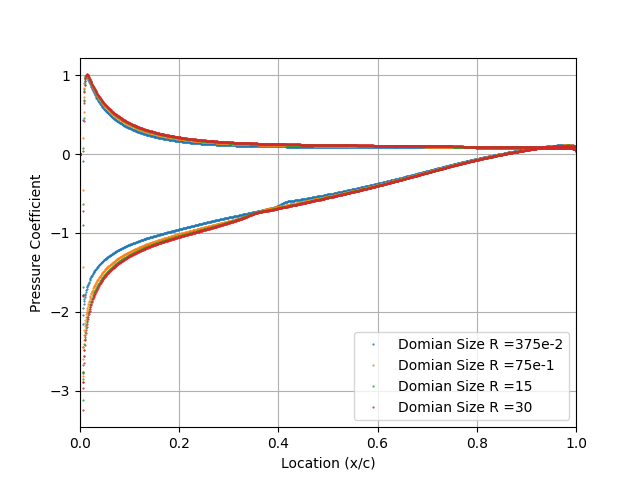 1
0
−1
−2
−3
Pressure Coefficient
Domian Size R =375e-2
Domian Size R =75e-1
Domian Size R =15
Domian Size R =30
0.0 0.2 0.4 0.6 0.8 1.0
Location (x/c)